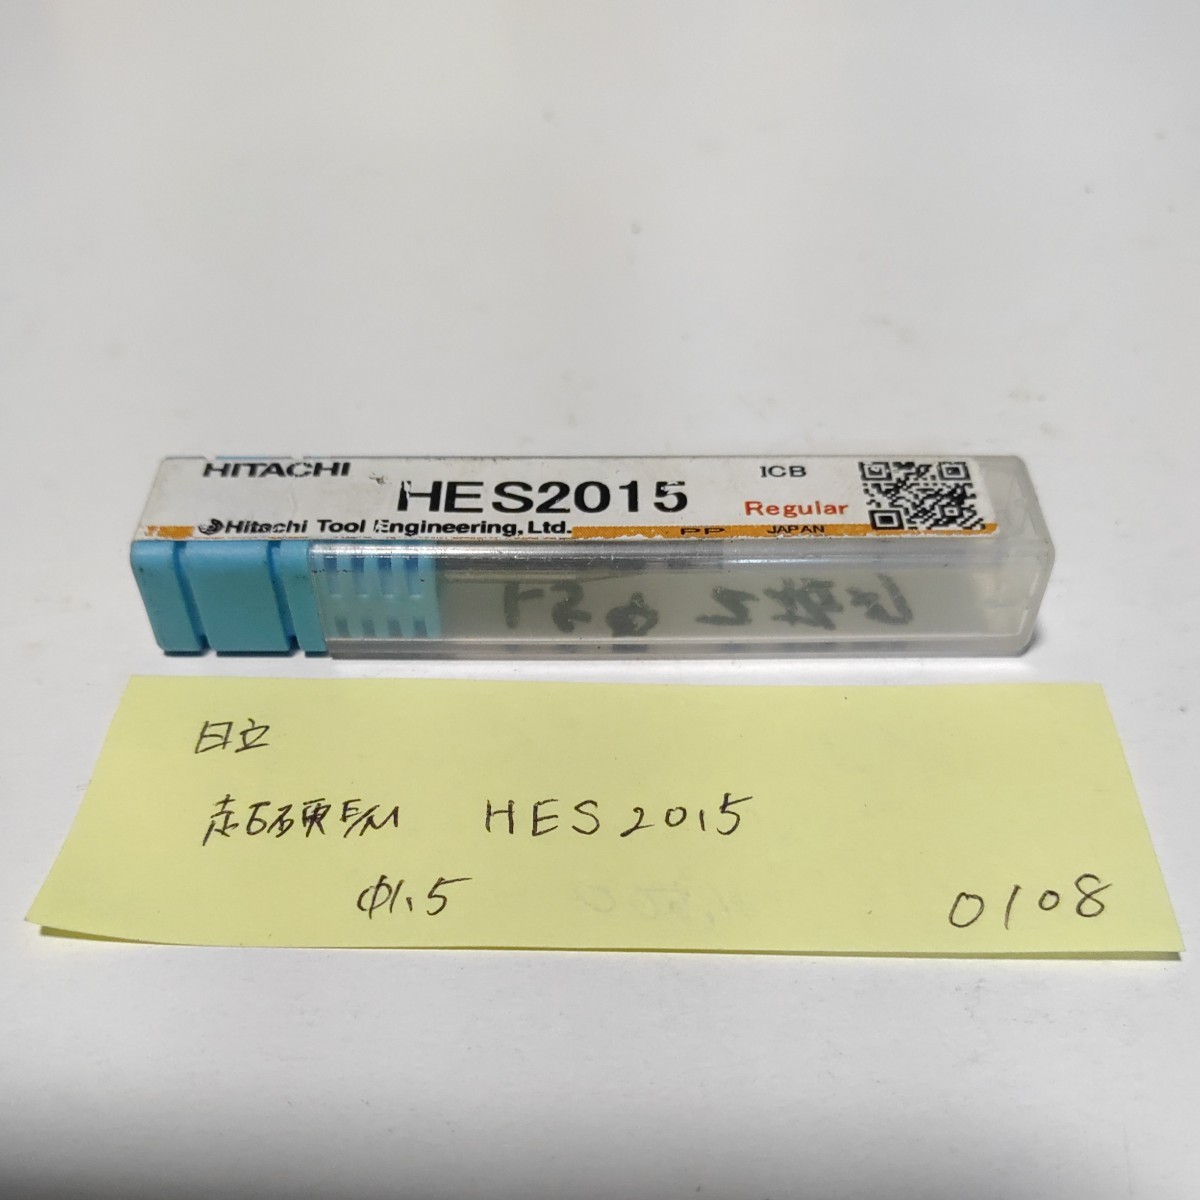 HITACHI
HES2015
ICB
Regular
Hitachi Tool Engineering, Ltd.
PP
JAPAN
日立
超硬E/M HES2015
Φ1.5
0108